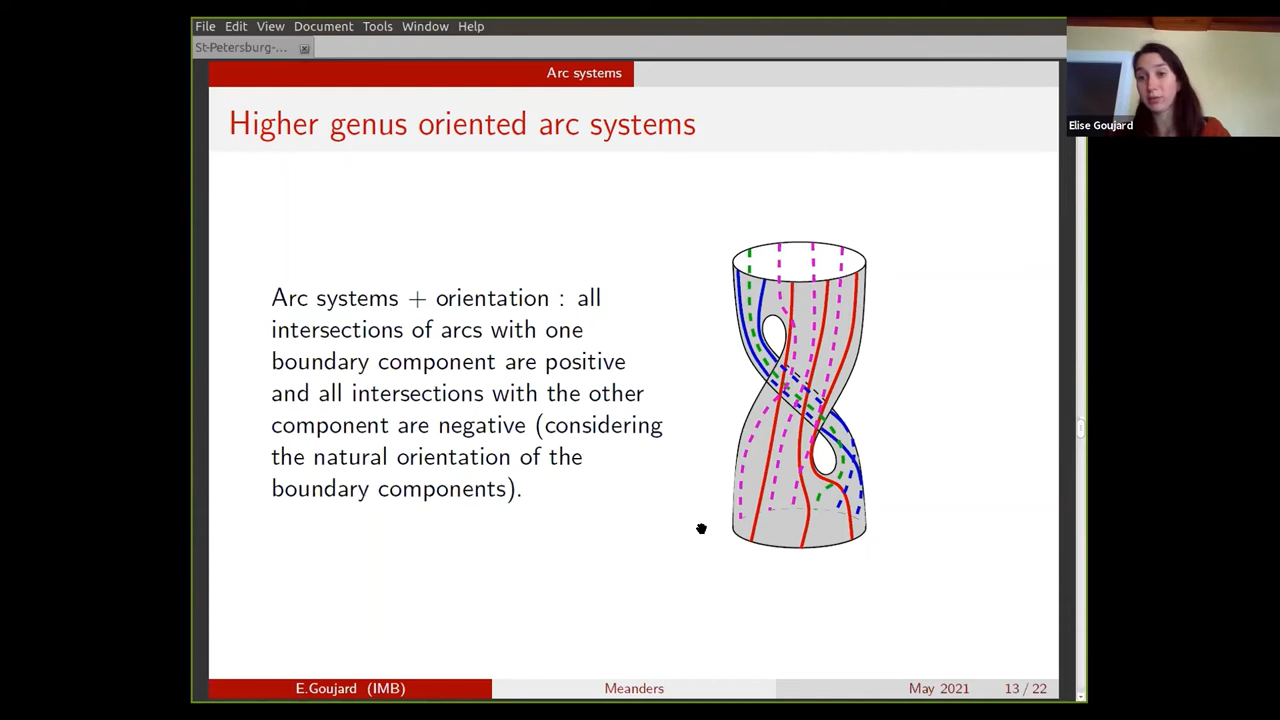 File Edit View Document Tools Window Help
St-Petersburg-...
Arc systems
Higher genus oriented arc systems
Elise Goujard
Arc systems + orientation : all
intersections of arcs with one
boundary component are positive
and all intersections with the other
component are negative (considering
the natural orientation of the
boundary components).
E.Goujard (IMB) Meanders May 2021 13 / 22